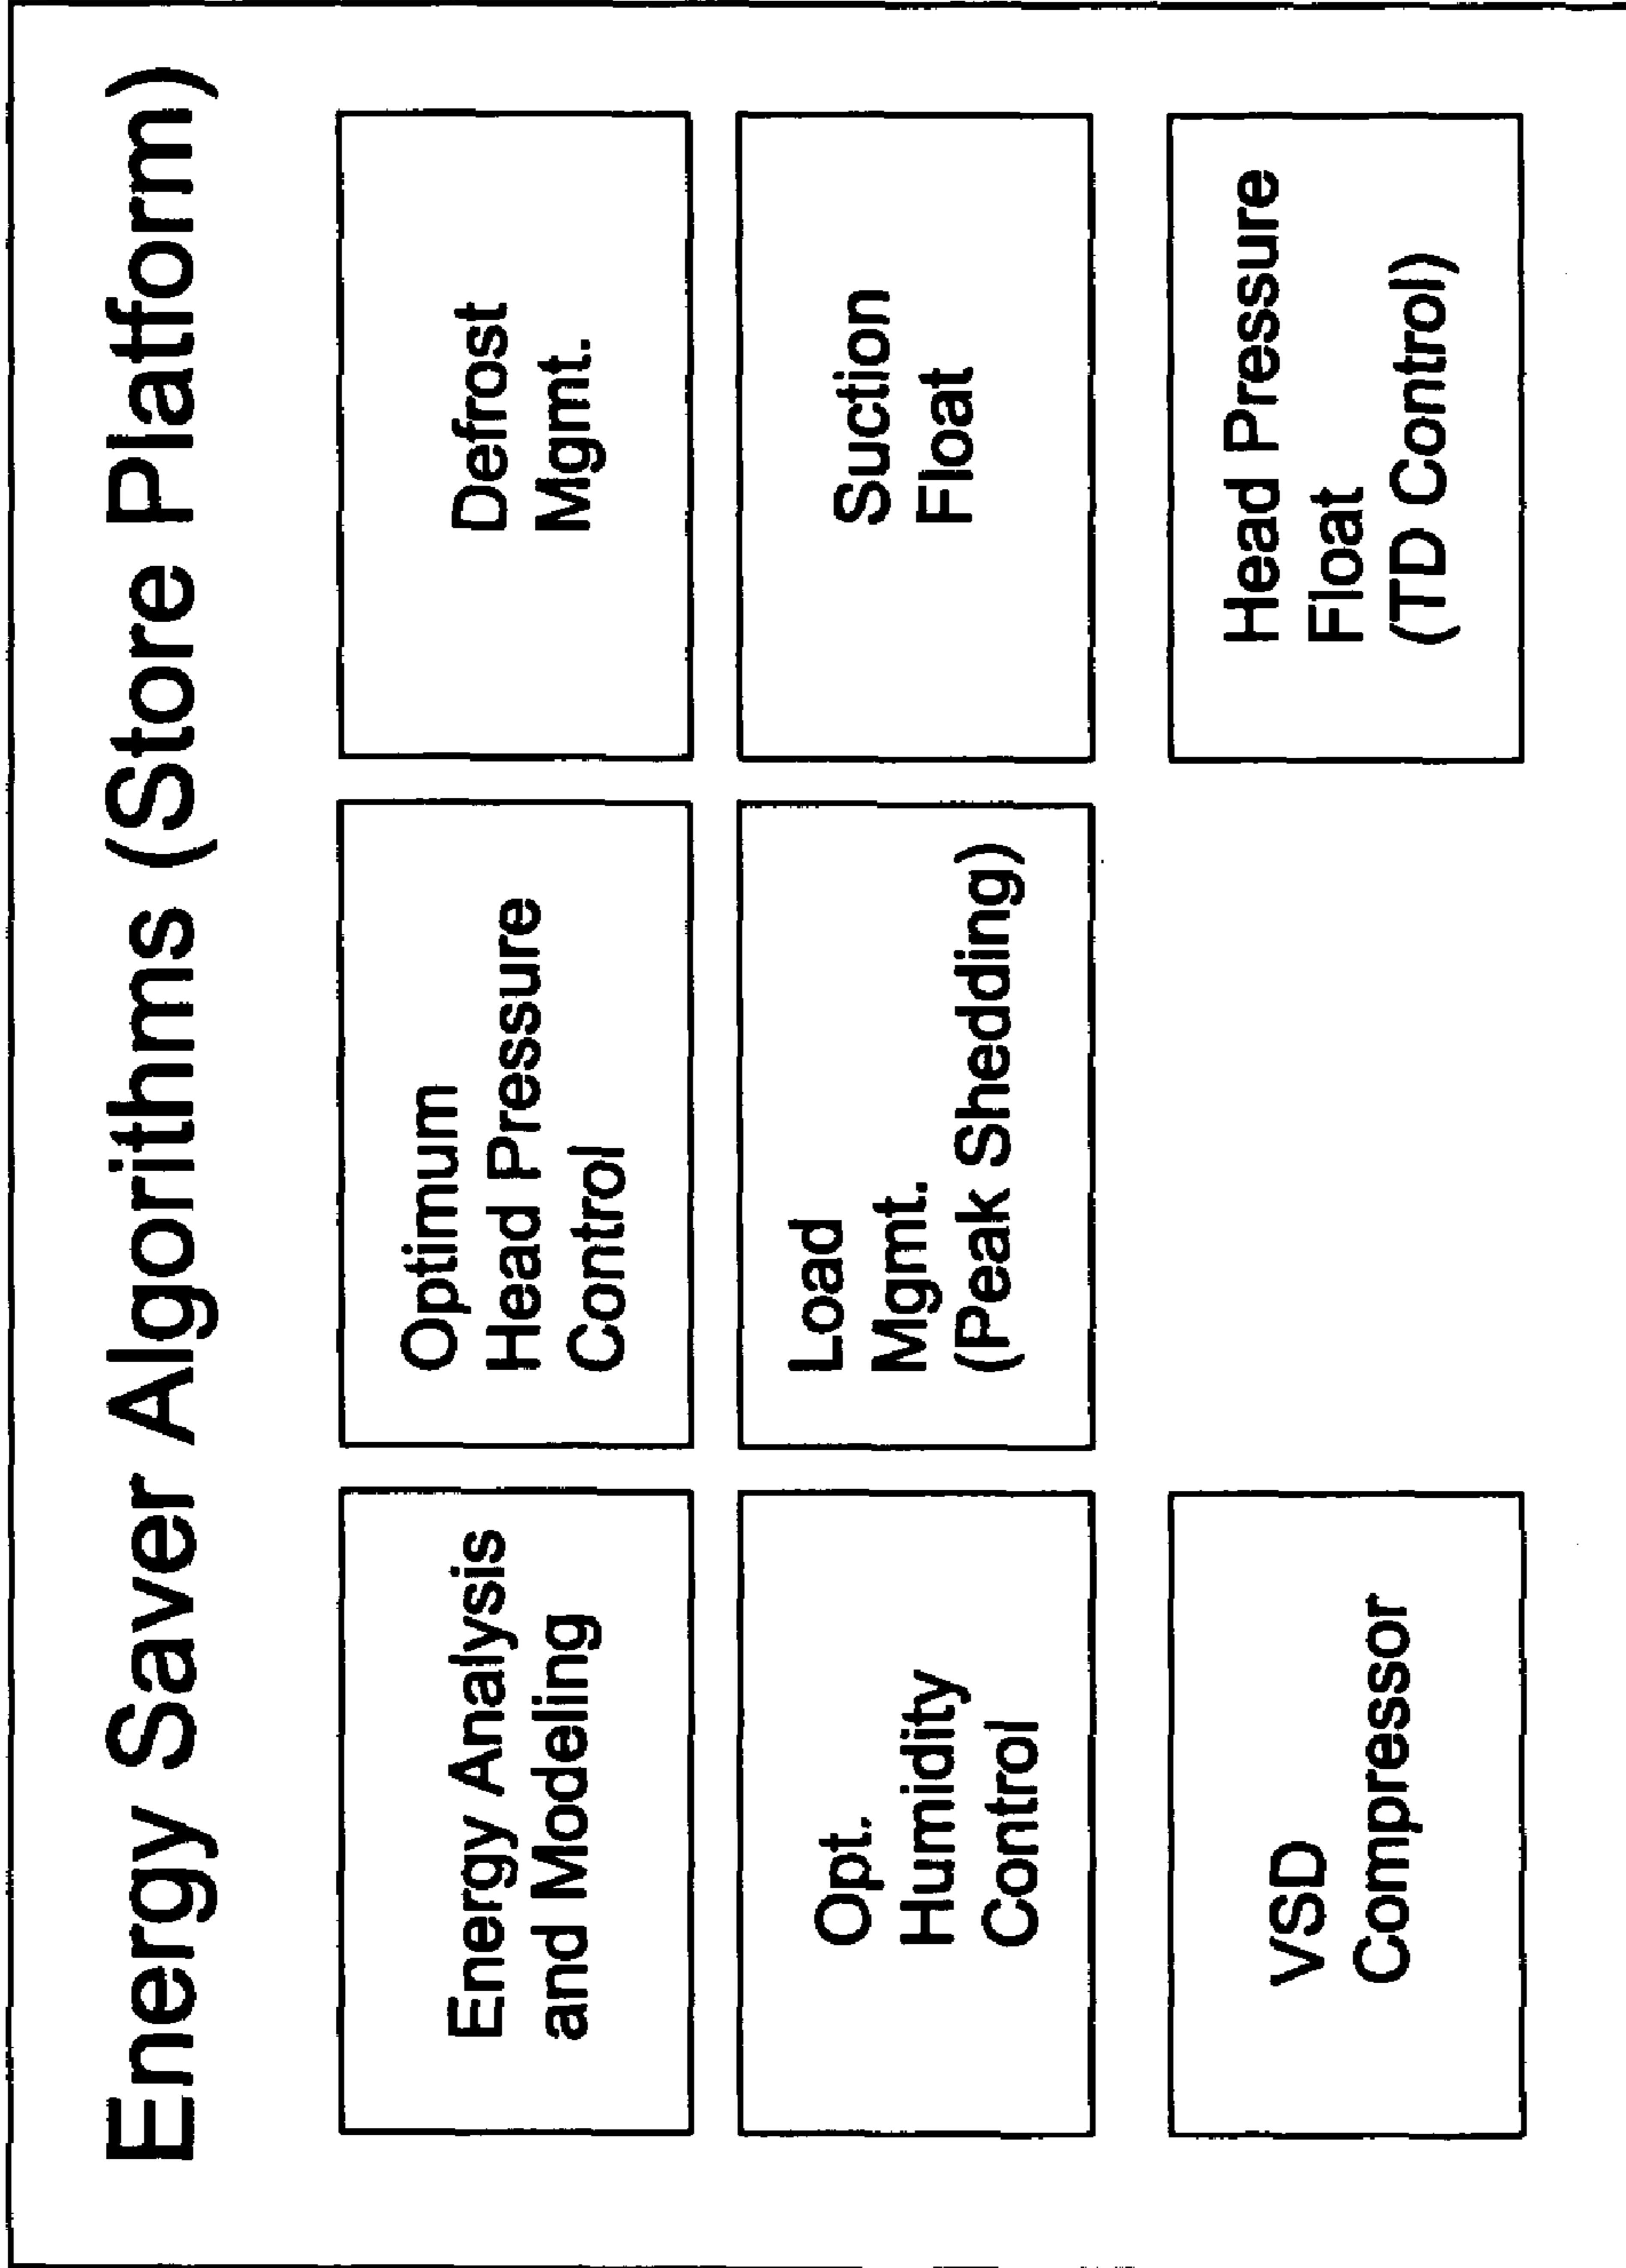 Energy Saver Algorithms (Store Platform)
Energy Analysis
and Modeling
Optimum
Head Pressure
Control
Defrost
Mgmt.
Opt.
Humidity
Control
Load
Mgmt.
(Peak Shedding)
Suction
Float
VSD
Compressor
Head Pressure
Float
(TD Control)